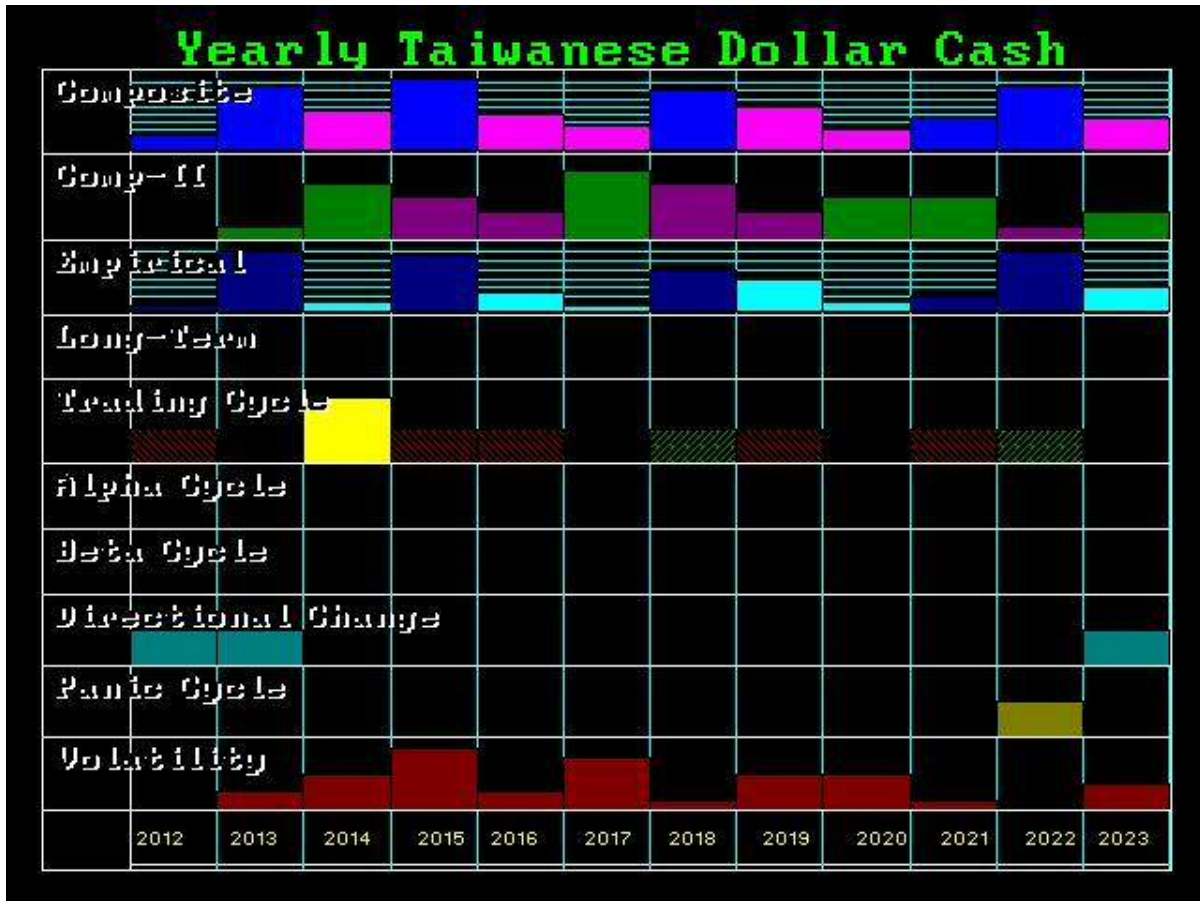 Yearly Taiwanese Dollar Cash
Composite
Comp-II
Empirical
Long-Term
Trading Cycle
Alpha Cycle
Beta Cycle
Directional Change
Panic Cycle
Volatility
2012 2013 2014 2015 2016 2017 2018 2019 2020 2021 2022 2023